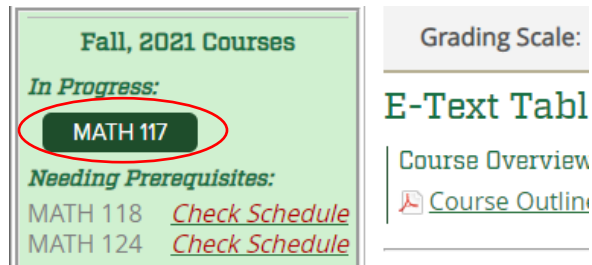 Fall, 2021 Courses
In Progress:
MATH 117
Needing Prerequisites:
MATH 118 Check Schedule
MATH 124 Check Schedule
Grading Scale:
E-Text Tabl
Course Overview
Course Outline